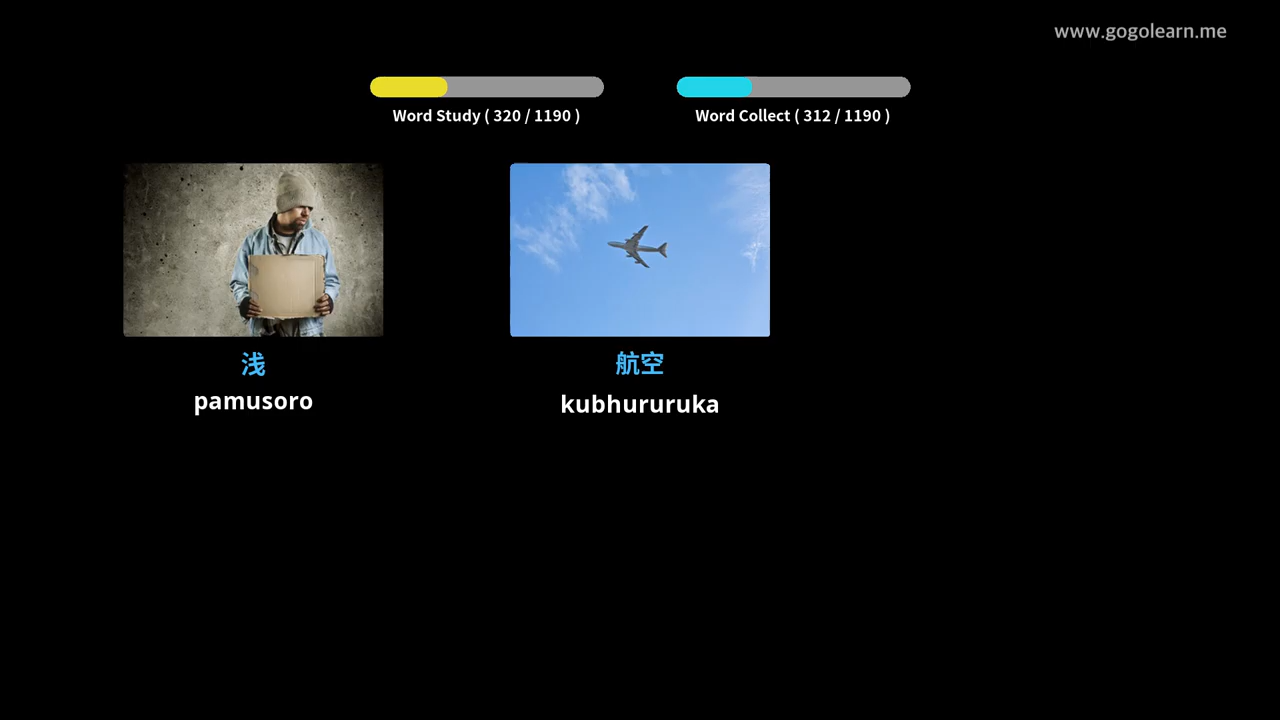 www.gogolearn.me
Word Study ( 320 / 1190 )
Word Collect ( 312 / 1190 )
浅
pamusoro
航空
kubhururuka